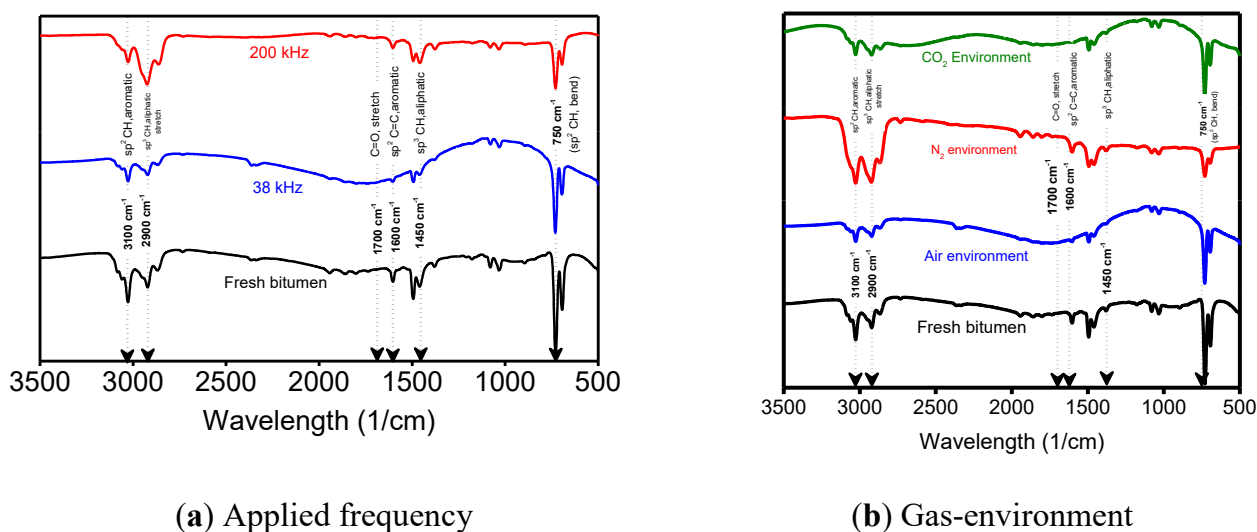 200 kHz
sp² CH,aromatic
sp³ CH,aliphatic
stretch
C=O, stretch
sp² C=C,aromatic
sp³ CH,aliphatic
750 cm⁻¹
(sp² CH, bend)
38 kHz
3100 cm⁻¹
2900 cm⁻¹
1700 cm⁻¹
1600 cm⁻¹
1450 cm⁻¹
Fresh bitumen
3500 3000 2500 2000 1500 1000 500
Wavelength (1/cm)
(a) Applied frequency
CO₂ Environment
sp² CH,aromatic
sp³ CH,aliphatic
stretch
C=O, stretch
sp² C=C,aromatic
sp³ CH,aliphatic
750 cm⁻¹
(sp² CH, bend)
N₂ environment
1700 cm⁻¹
1600 cm⁻¹
Air environment
3100 cm⁻¹
2900 cm⁻¹
1450 cm⁻¹
Fresh bitumen
3500 3000 2500 2000 1500 1000 500
Wavelength (1/cm)
(b) Gas-environment